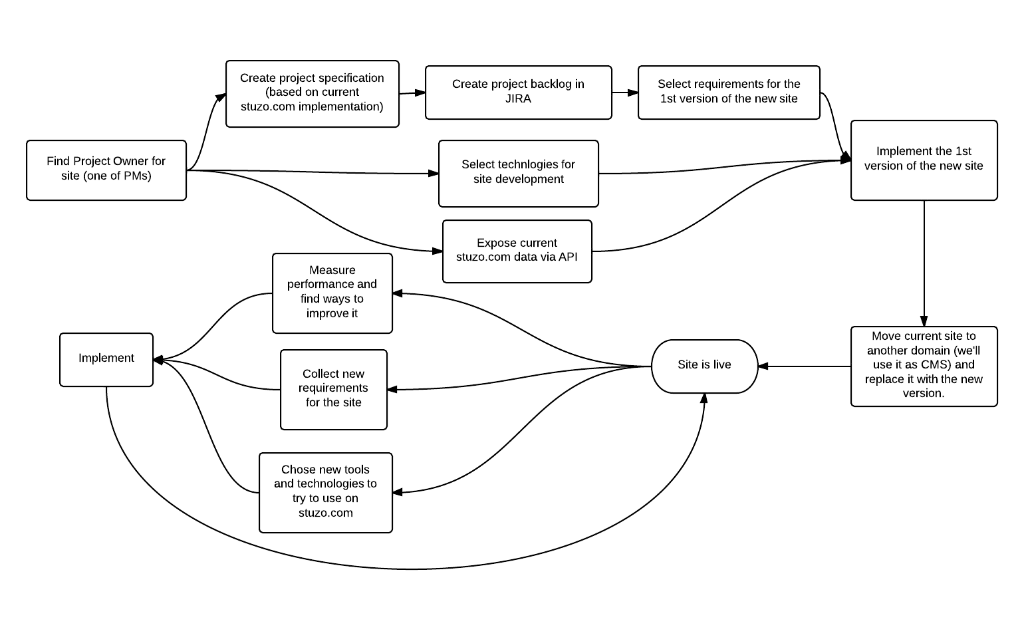 Create project specification
(based on current
stuzo.com implementation)
Create project backlog in
JIRA
Select requirements for the
1st version of the new site
Find Project Owner for
site (one of PMs)
Select technlogies for
site development
Implement the 1st
version of the new site
Expose current
stuzo.com data via API
Measure
performance and
find ways to
improve it
Implement
Collect new
requirements
for the site
Site is live
Move current site to
another domain (we'll
use it as CMS) and
replace it with the new
version.
Chose new tools
and technologies to
try to use on
stuzo.com